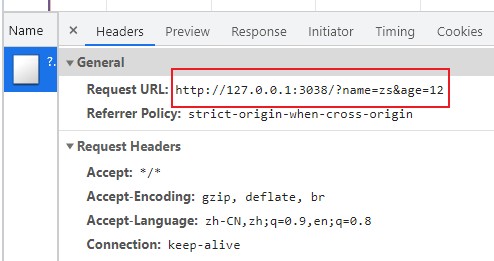 Name
Headers Preview Response Initiator Timing Cookies
?.
General
Request URL: http://127.0.0.1:3038/?name=zs&age=12
Referrer Policy: strict-origin-when-cross-origin
Request Headers
Accept: */*
Accept-Encoding: gzip, deflate, br
Accept-Language: zh-CN,zh;q=0.9,en;q=0.8
Connection: keep-alive